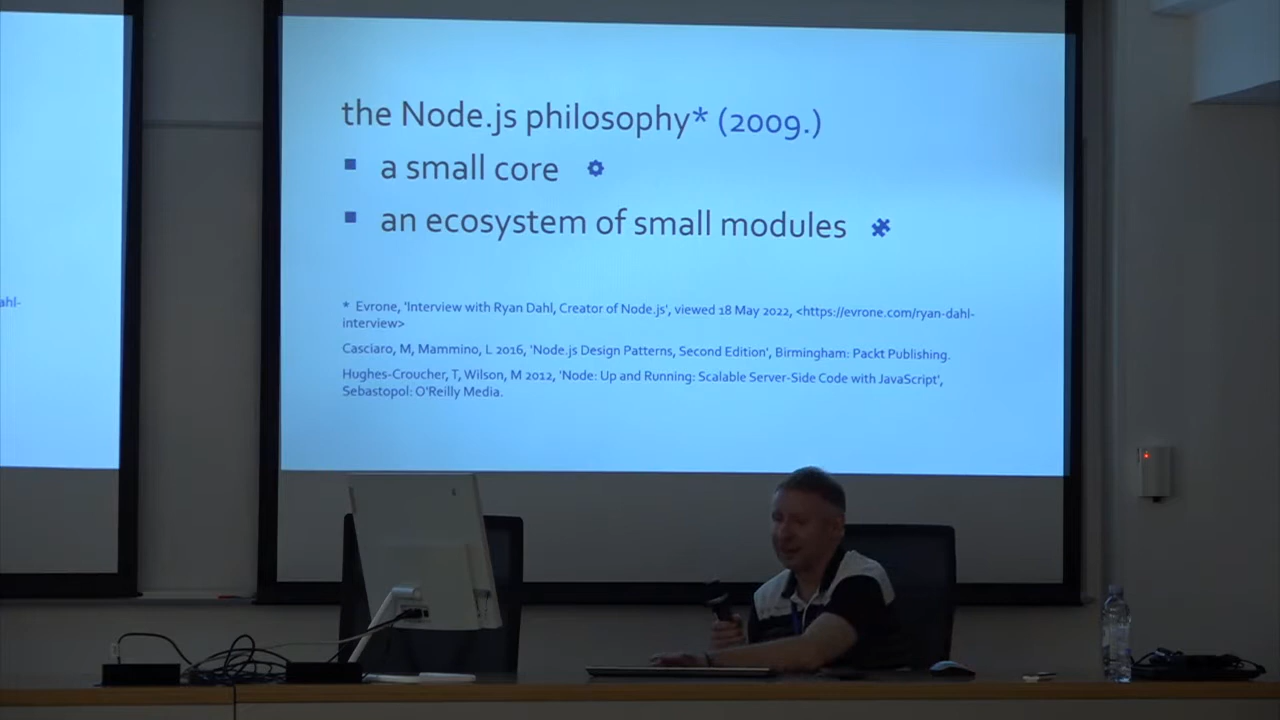 the Node.js philosophy* (2009.)
a small core
an ecosystem of small modules
ahl-
* Evrone, 'Interview with Ryan Dahl, Creator of Node.js', viewed 18 May 2022, <https://evrone.com/ryan-dahl-
interview>
Casciaro, M, Mammino, L 2016, 'Node.js Design Patterns, Second Edition', Birmingham: Packt Publishing.
Hughes-Croucher, T, Wilson, M 2012, 'Node: Up and Running: Scalable Server-Side Code with JavaScript',
Sebastopol: O'Reilly Media.